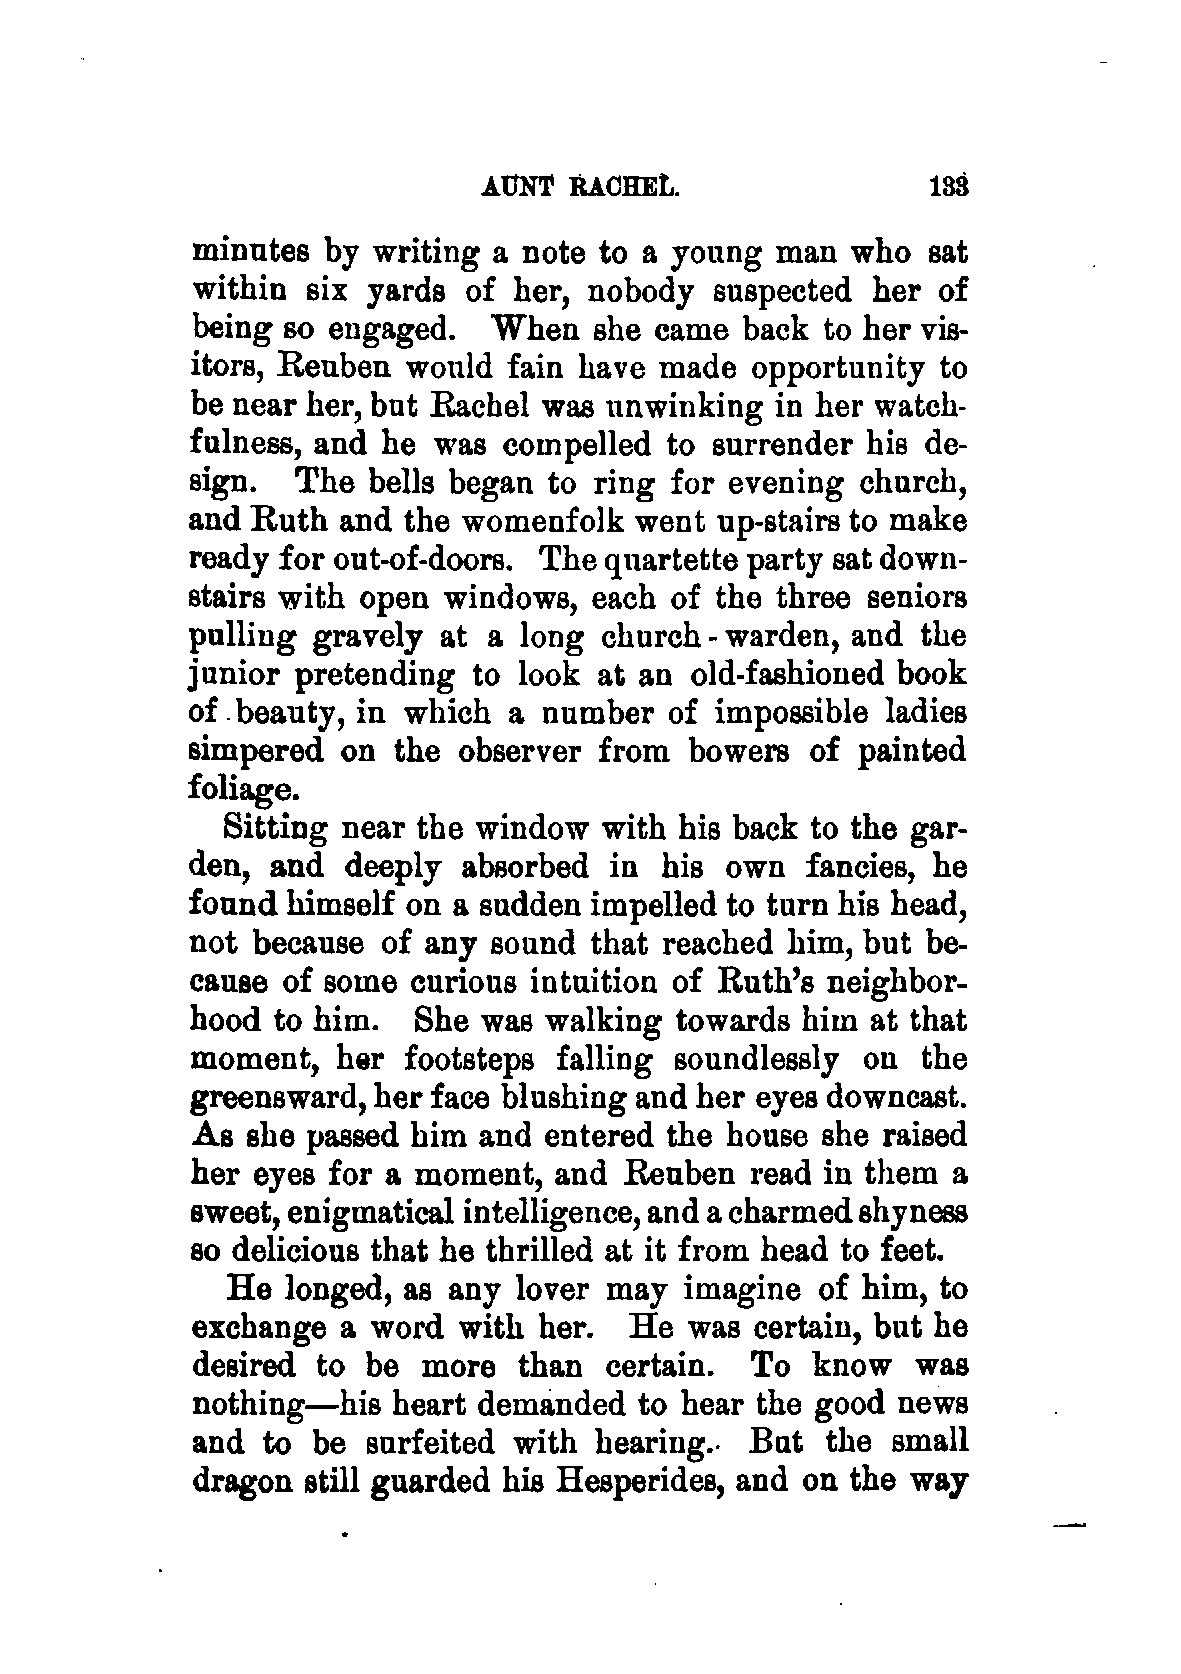 AUNT RACHEL. 133
minutes by writing a note to a young man who sat
within six yards of her, nobody suspected her of
being so engaged. When she came back to her vis-
itors, Reuben would fain have made opportunity to
be near her, but Rachel was unwinking in her watch-
fulness, and he was compelled to surrender his de-
sign. The bells began to ring for evening church,
and Ruth and the womenfolk went up-stairs to make
ready for out-of-doors. The quartette party sat down-
stairs with open windows, each of the three seniors
pulling gravely at a long church-warden, and the
junior pretending to look at an old-fashioned book
of beauty, in which a number of impossible ladies
simpered on the observer from bowers of painted
foliage.
Sitting near the window with his back to the gar-
den, and deeply absorbed in his own fancies, he
found himself on a sudden impelled to turn his head,
not because of any sound that reached him, but be-
cause of some curious intuition of Ruth's neighbor-
hood to him. She was walking towards him at that
moment, her footsteps falling soundlessly on the
greensward, her face blushing and her eyes downcast.
As she passed him and entered the house she raised
her eyes for a moment, and Reuben read in them a
sweet, enigmatical intelligence, and a charmed shyness
so delicious that he thrilled at it from head to feet.
He longed, as any lover may imagine of him, to
exchange a word with her. He was certain, but he
desired to be more than certain. To know was
nothing—his heart demanded to hear the good news
and to be surfeited with hearing. But the small
dragon still guarded his Hesperides, and on the way